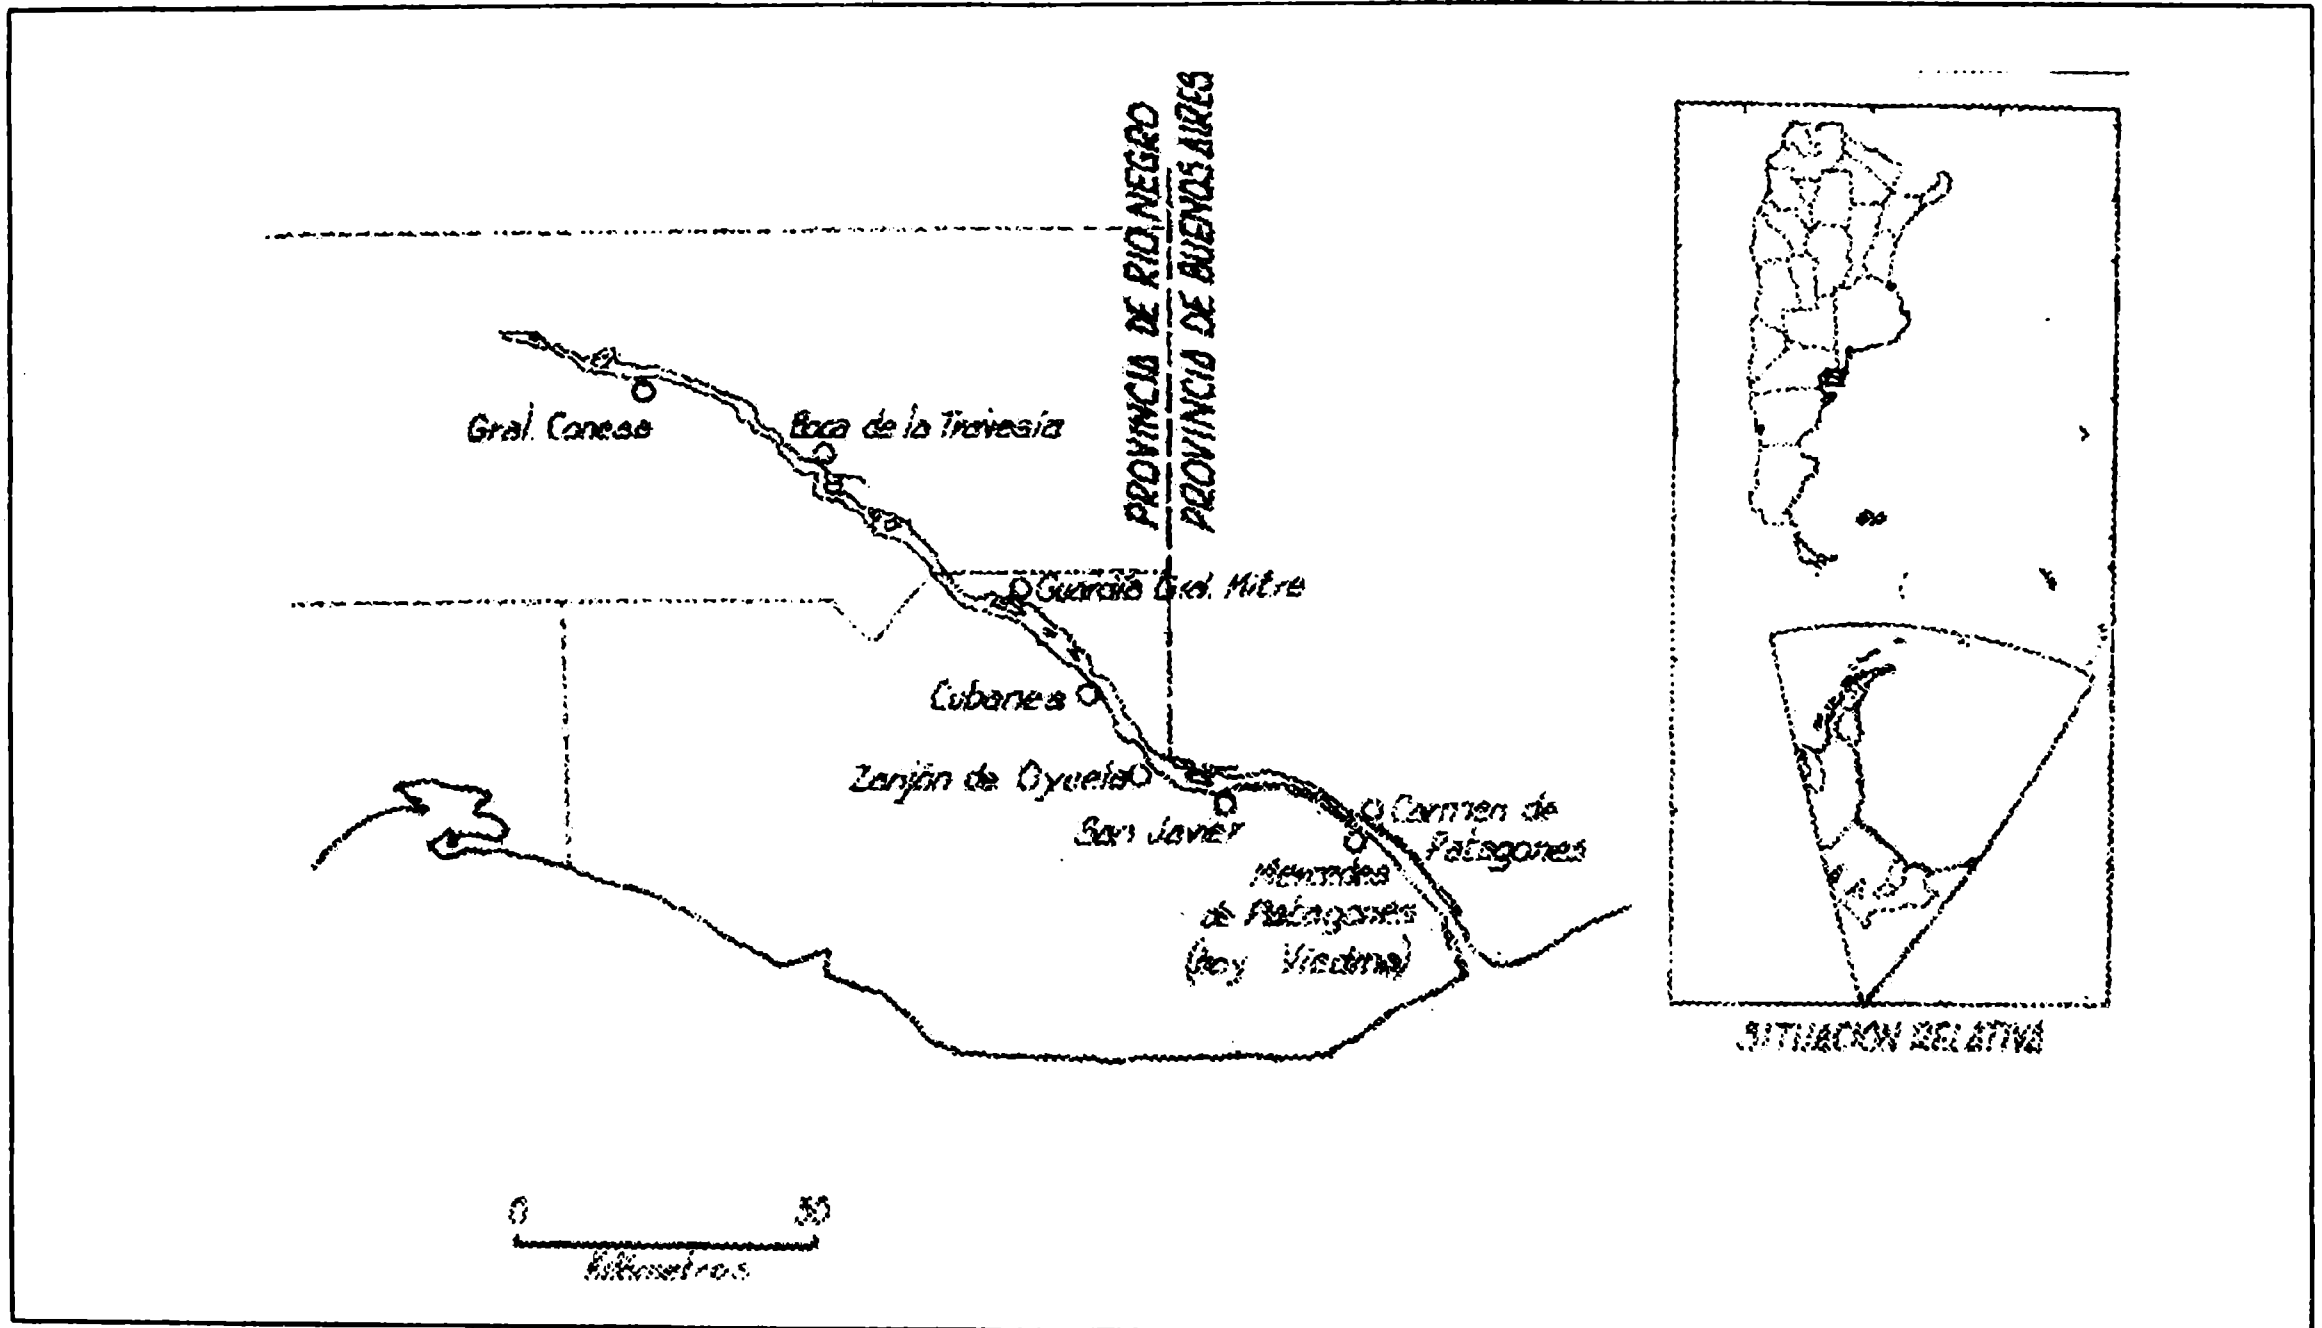 PROVINCIA DE RIO NEGRO
PROVINCIA DE BUENOS AIRES
Gral. Conesa
Boca de la Travesía
Guardia Gral. Mitre
Cubanea
Zanjón de Oyuela
San Javier
Carmen de
Patagones
Mercedes
de Patagones
(hoy Viedma)
0 50
Kilómetros
SITUACION RELATIVA